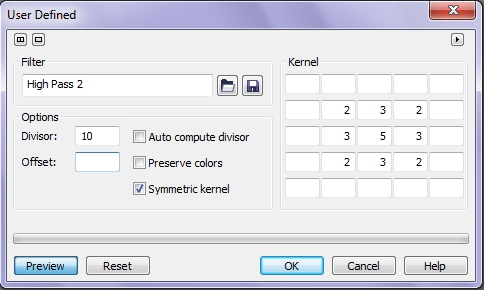 User Defined
Filter
Kernel
High Pass 2
2 3 2
Options
Divisor: 10
Auto compute divisor
3 5 3
Offset:
Preserve colors
2 3 2
Symmetric kernel
Preview
Reset
OK
Cancel
Help